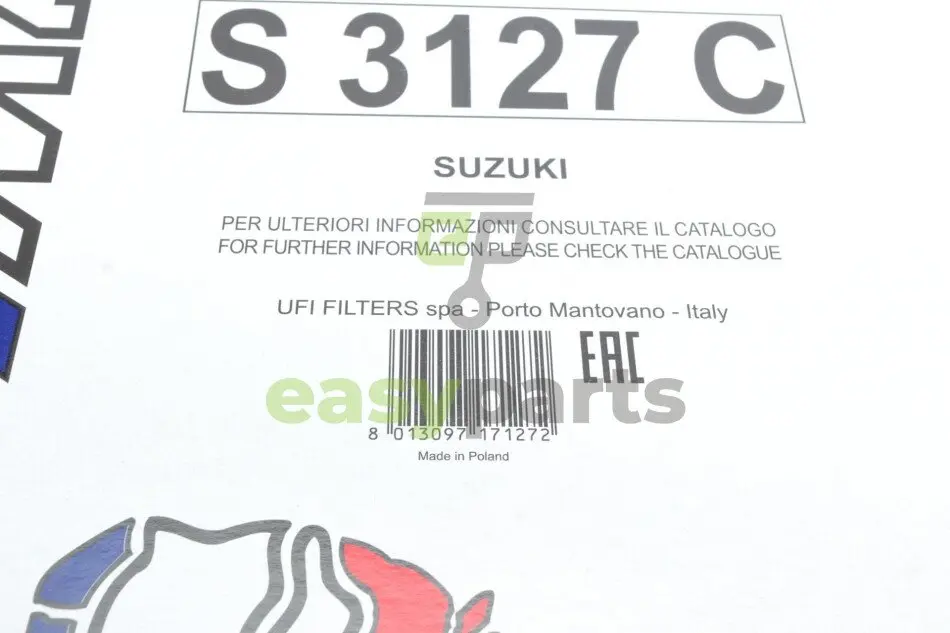 S 3127 C
SUZUKI
PER ULTERIORI INFORMAZIONI CONSULTARE IL CATALOGO
FOR FURTHER INFORMATION PLEASE CHECK THE CATALOGUE
UFI FILTERS spa - Porto Mantovano - Italy
EAC
easyparts
8 013097 171272
Made in Poland